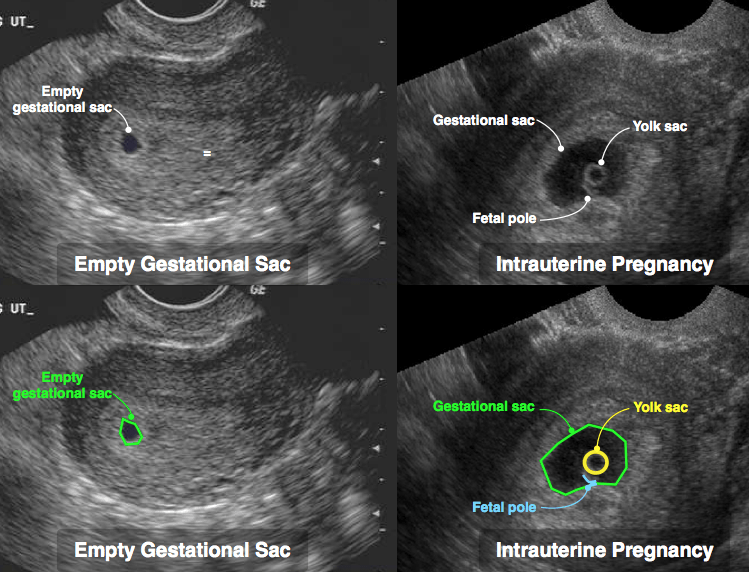 S UT_
GE
Empty
gestational sac
=
Empty Gestational Sac
Gestational sac
Yolk sac
Fetal pole
Intrauterine Pregnancy
S UT_
GE
Empty
gestational sac
Empty Gestational Sac
Gestational sac
Yolk sac
Fetal pole
Intrauterine Pregnancy